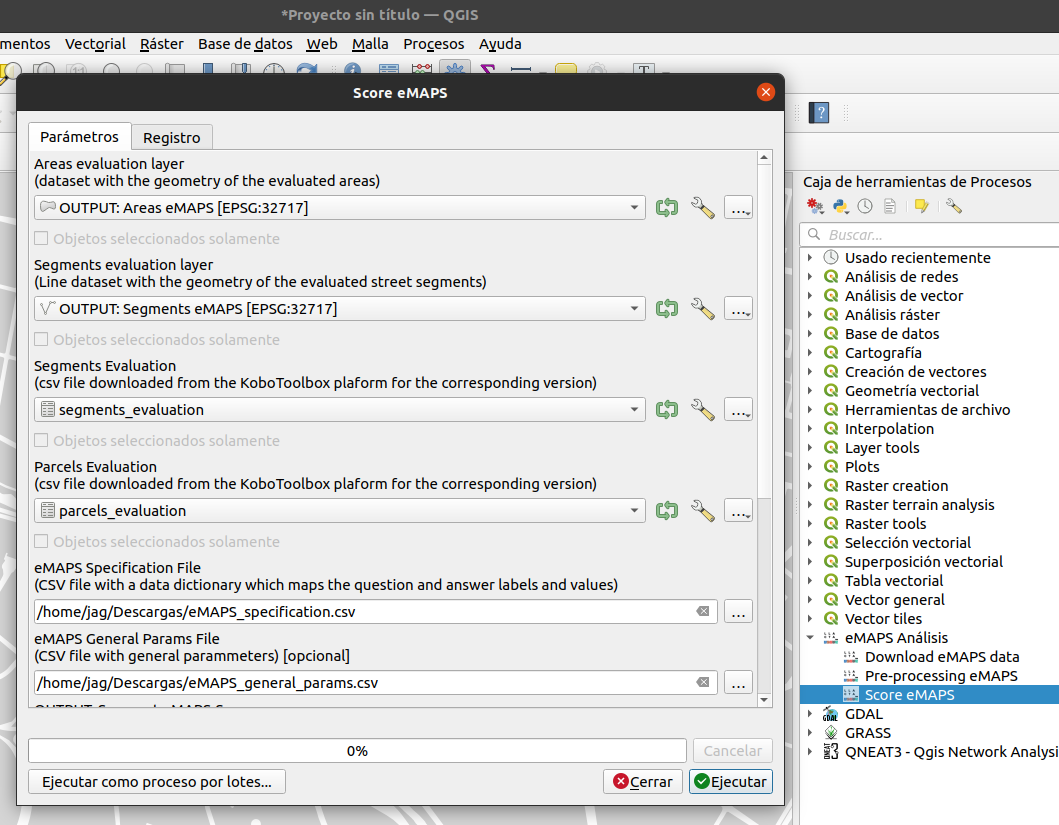 *Proyecto sin título — QGIS
mentos Vectorial Ráster Base de datos Web Malla Procesos Ayuda
Score eMAPS
Parámetros Registro
Areas evaluation layer
(dataset with the geometry of the evaluated areas)
OUTPUT: Areas eMAPS [EPSG:32717]
...
Objetos seleccionados solamente
Segments evaluation layer
(Line dataset with the geometry of the evaluated street segments)
OUTPUT: Segments eMAPS [EPSG:32717]
...
Objetos seleccionados solamente
Segments Evaluation
(csv file downloaded from the KoboToolbox plaform for the corresponding version)
segments_evaluation
...
Objetos seleccionados solamente
Parcels Evaluation
(csv file downloaded from the KoboToolbox plaform for the corresponding version)
parcels_evaluation
...
Objetos seleccionados solamente
eMAPS Specification File
(CSV file with a data dictionary which maps the question and answer labels and values)
/home/jag/Descargas/eMAPS_specification.csv
...
eMAPS General Params File
(CSV file with general parammeters) [opcional]
/home/jag/Descargas/eMAPS_general_params.csv
...
0%
Cancelar
Ejecutar como proceso por lotes...
Cerrar
Ejecutar
Caja de herramientas de Procesos
Buscar...
Usado recientemente
Análisis de redes
Análisis de vector
Análisis ráster
Base de datos
Cartografía
Creación de vectores
Geometría vectorial
Herramientas de archivo
Interpolation
Layer tools
Plots
Raster creation
Raster terrain analysis
Raster tools
Selección vectorial
Superposición vectorial
Tabla vectorial
Vector general
Vector tiles
eMAPS Análisis
Download eMAPS data
Pre-processing eMAPS
Score eMAPS
GDAL
GRASS
QNEAT3 - Qgis Network Analysi